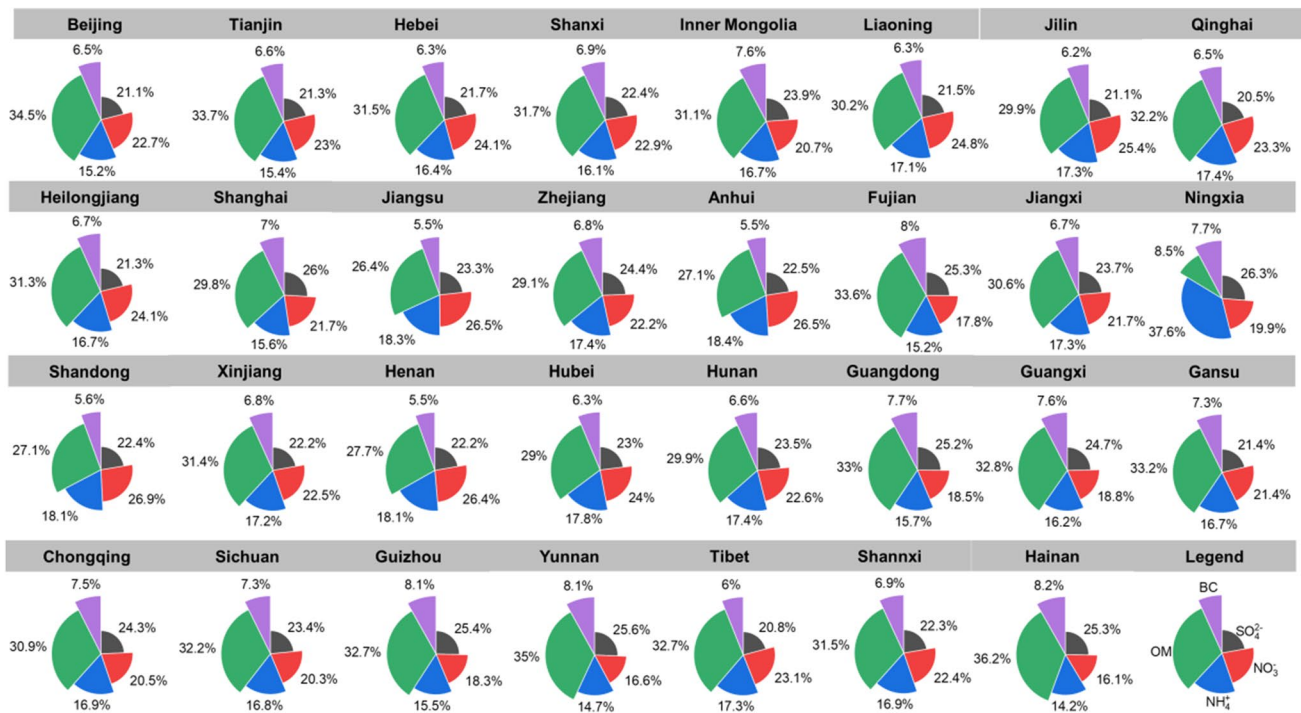 Beijing Tianjin Hebei Shanxi Inner Mongolia Liaoning Jilin Qinghai
6.5% 6.6% 6.3% 6.9% 7.6% 6.3% 6.2% 6.5%
21.1% 21.3% 21.7% 22.4% 23.9% 21.5% 21.1% 20.5%
34.5% 33.7% 31.5% 31.7% 31.1% 30.2% 29.9% 32.2%
22.7% 23% 24.1% 22.9% 20.7% 24.8% 25.4% 23.3%
15.2% 15.4% 16.4% 16.1% 16.7% 17.1% 17.3% 17.4%
Heilongjiang Shanghai Jiangsu Zhejiang Anhui Fujian Jiangxi Ningxia
6.7% 7% 5.5% 6.8% 5.5% 8% 6.7% 7.7%
21.3% 26% 23.3% 24.4% 22.5% 25.3% 23.7% 26.3%
31.3% 29.8% 26.4% 29.1% 27.1% 33.6% 30.6% 8.5%
24.1% 21.7% 26.5% 22.2% 26.5% 17.8% 21.7% 19.9%
16.7% 15.6% 18.3% 17.4% 18.4% 15.2% 17.3% 37.6%
Shandong Xinjiang Henan Hubei Hunan Guangdong Guangxi Gansu
5.6% 6.8% 5.5% 6.3% 6.6% 7.7% 7.6% 7.3%
22.4% 22.2% 22.2% 23% 23.5% 25.2% 24.7% 21.4%
27.1% 31.4% 27.7% 29% 29.9% 33% 32.8% 33.2%
26.9% 22.5% 26.4% 24% 22.6% 18.5% 18.8% 21.4%
18.1% 17.2% 18.1% 17.8% 17.4% 15.7% 16.2% 16.7%
Chongqing Sichuan Guizhou Yunnan Tibet Shannxi Hainan Legend
7.5% 7.3% 8.1% 8.1% 6% 6.9% 8.2% BC
24.3% 23.4% 25.4% 25.6% 20.8% 22.3% 25.3% SO₄²⁻
30.9% 32.2% 32.7% 35% 32.7% 31.5% 36.2% OM
20.5% 20.3% 18.3% 16.6% 23.1% 22.4% 16.1% NO₃⁻
16.9% 16.8% 15.5% 14.7% 17.3% 16.9% 14.2% NH₄⁺